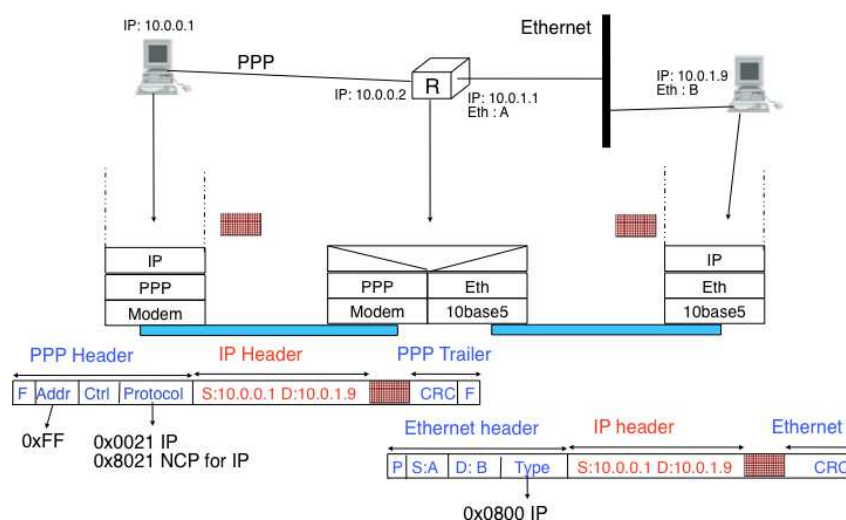 IP: 10.0.0.1
Ethernet
PPP
R
IP: 10.0.0.2
IP: 10.0.1.1
Eth : A
IP: 10.0.1.9
Eth : B
IP
PPP
Modem
PPP
Eth
Modem
10base5
IP
Eth
10base5
PPP Header
IP Header
PPP Trailer
F Addr Ctrl Protocol S:10.0.0.1 D:10.0.1.9 CRC F
0xFF
0x0021 IP
0x8021 NCP for IP
Ethernet header
IP header
Ethernet
P S:A D: B Type S:10.0.0.1 D:10.0.1.9 CRC
0x0800 IP